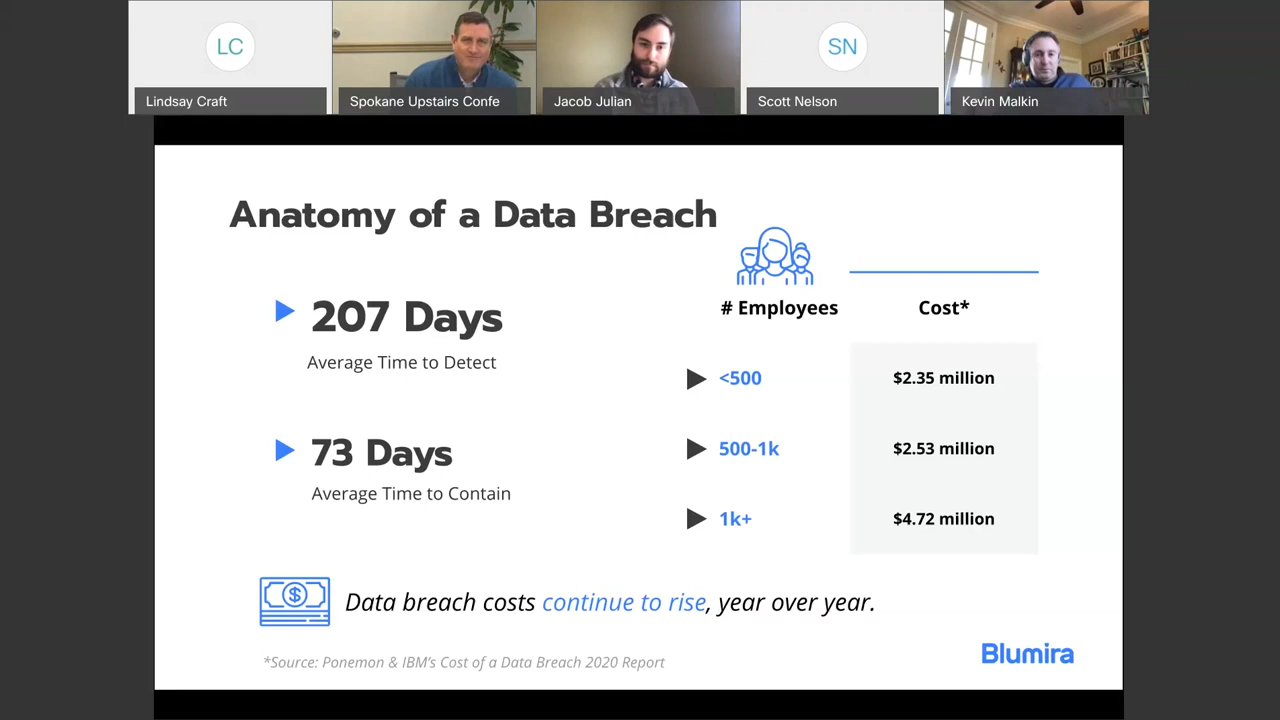 LC
SN
Lindsay Craft
Spokane Upstairs Confe
Jacob Julian
Scott Nelson
Kevin Malkin
Anatomy of a Data Breach
207 Days
Average Time to Detect
73 Days
Average Time to Contain
# Employees Cost*
<500 $2.35 million
500-1k $2.53 million
1k+ $4.72 million
$
Data breach costs continue to rise, year over year.
*Source: Ponemon & IBM's Cost of a Data Breach 2020 Report
Blumira